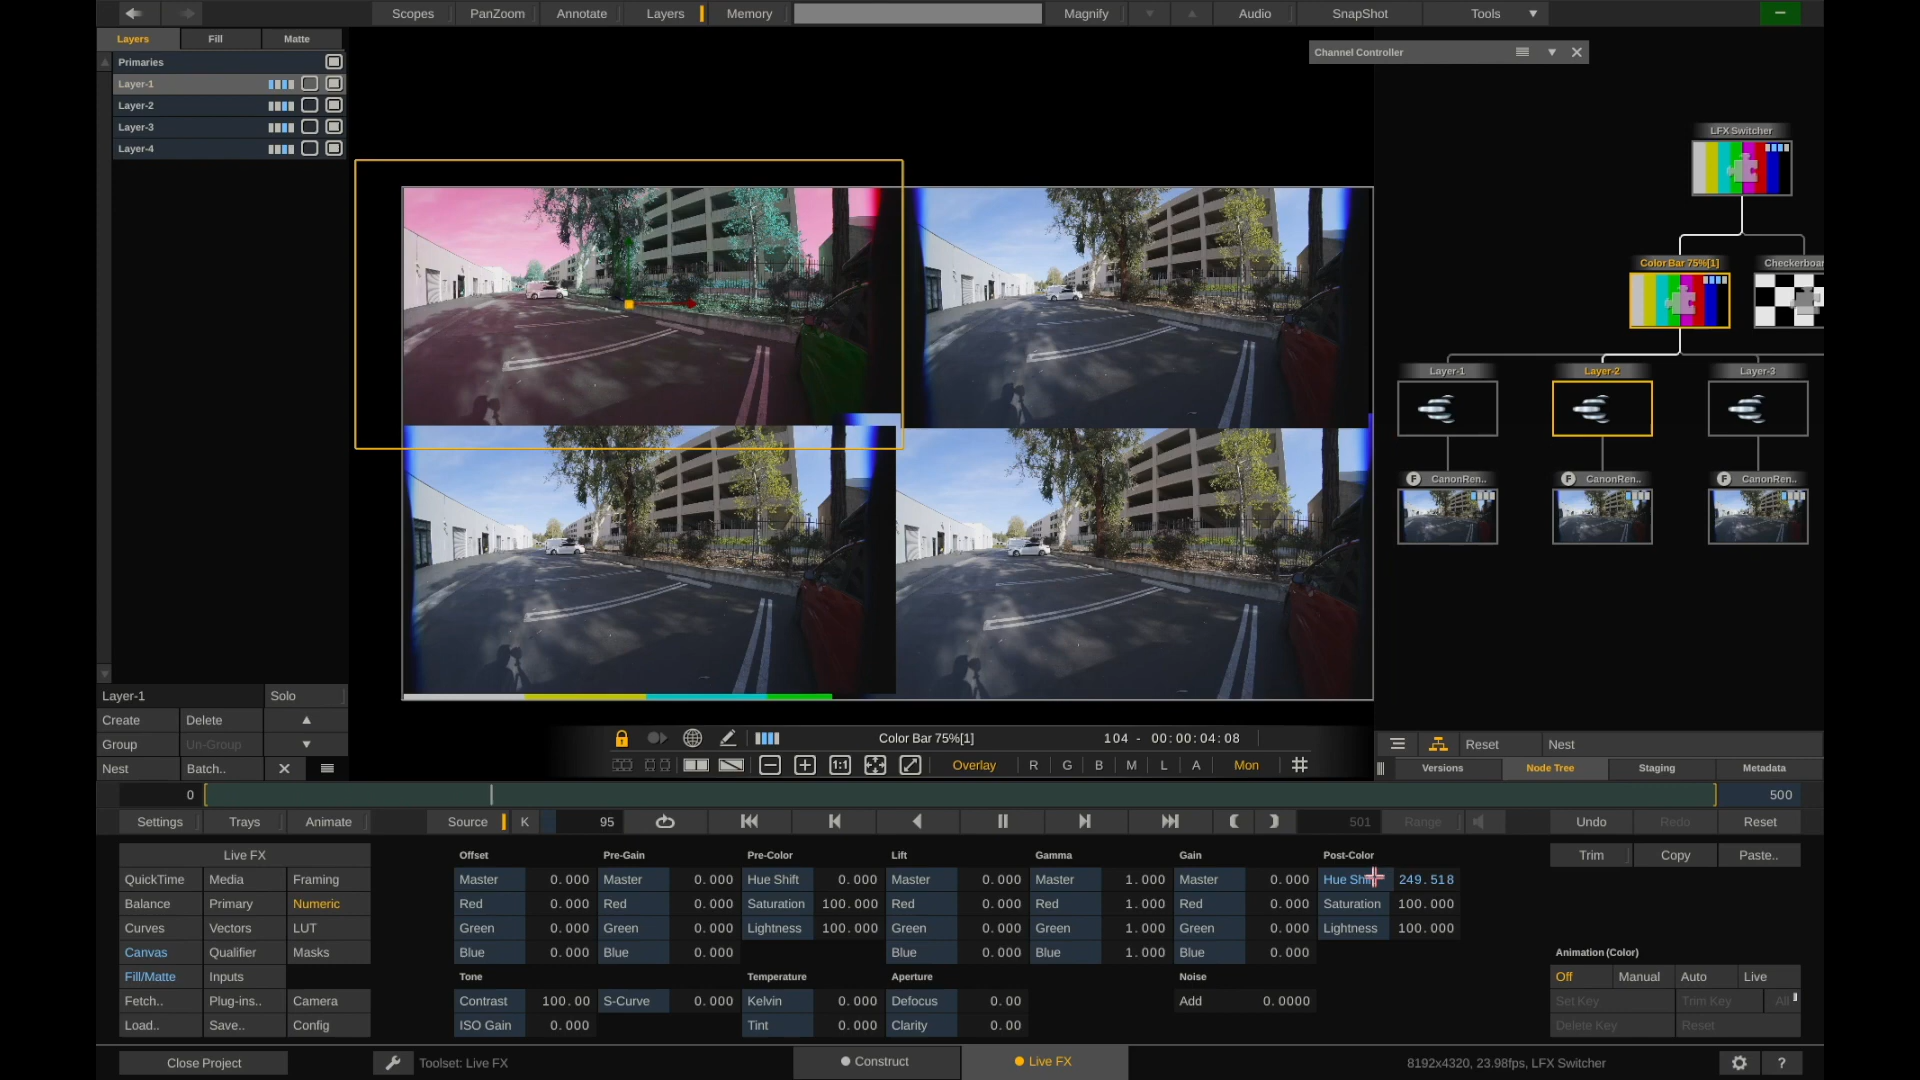 Scopes PanZoom Annotate Layers Memory Magnify Audio SnapShot Tools
Layers Fill Matte
Channel Controller
Primaries
Layer-1
Layer-2
Layer-3
Layer-4
LFX Switcher
Color Bar 75%[1] Checkerboar
Layer-1 Layer-2 Layer-3
F CanonRen.. F CanonRen.. F CanonRen..
Layer-1 Solo
Create Delete
Group Un-Group
Nest Batch..
Color Bar 75%[1] 104 - 00:00:04:08
1:1 Overlay R G B M L A Mon
Reset Nest
Versions Node Tree Staging Metadata
0 500
Settings Trays Animate Source K 95 501 Range Undo Redo Reset
Live FX
QuickTime Media Framing
Balance Primary Numeric
Curves Vectors LUT
Canvas Qualifier Masks
Fill/Matte Inputs
Fetch.. Plug-ins.. Camera
Load.. Save.. Config
Offset Pre-Gain Pre-Color Lift Gamma Gain Post-Color
Master 0.000 Master 0.000 Hue Shift 0.000 Master 0.000 Master 1.000 Master 0.000 Hue Shift 249.518
Red 0.000 Red 0.000 Saturation 100.000 Red 0.000 Red 1.000 Red 0.000 Saturation 100.000
Green 0.000 Green 0.000 Lightness 100.000 Green 0.000 Green 1.000 Green 0.000 Lightness 100.000
Blue 0.000 Blue 0.000 Blue 0.000 Blue 1.000 Blue 0.000
Tone Temperature Aperture Noise
Contrast 100.00 S-Curve 0.000 Kelvin 0.000 Defocus 0.00 Add 0.0000
ISO Gain 0.000 Tint 0.000 Clarity 0.00
Trim Copy Paste..
Animation (Color)
Off Manual Auto Live
Set Key Trim Key All
Delete Key Reset
Close Project Toolset: Live FX Construct Live FX 8192x4320, 23.98fps, LFX Switcher ?